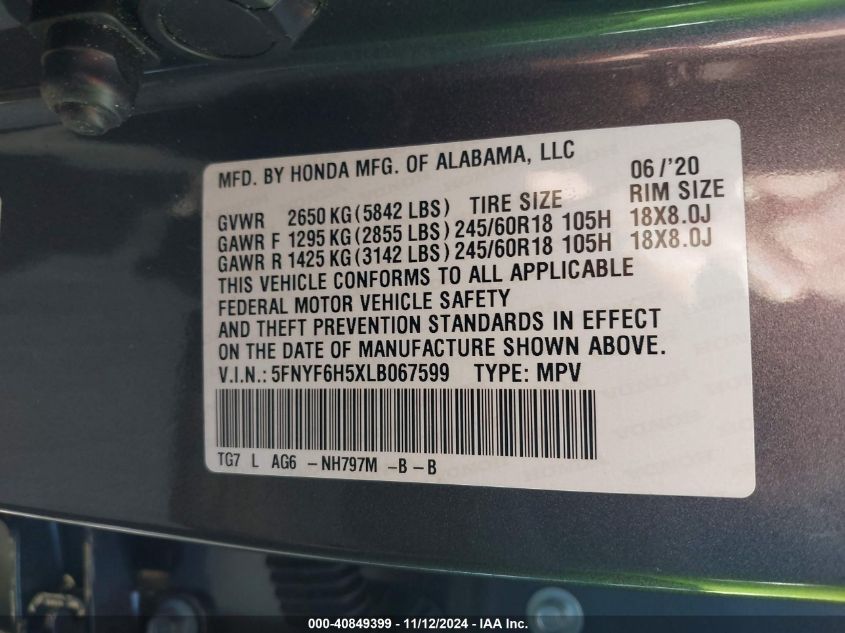 MFD. BY HONDA MFG. OF ALABAMA, LLC 06/'20
GVWR 2650 KG(5842 LBS) TIRE SIZE RIM SIZE
GAWR F 1295 KG(2855 LBS) 245/60R18 105H 18X8.0J
GAWR R 1425 KG(3142 LBS) 245/60R18 105H 18X8.0J
THIS VEHICLE CONFORMS TO ALL APPLICABLE
FEDERAL MOTOR VEHICLE SAFETY
AND THEFT PREVENTION STANDARDS IN EFFECT
ON THE DATE OF MANUFACTURE SHOWN ABOVE.
V.I.N.: 5FNYF6H5XLB067599 TYPE: MPV
TG7 L AG6 -NH797M -B-B
000-40849399 - 11/12/2024 - IAA Inc.